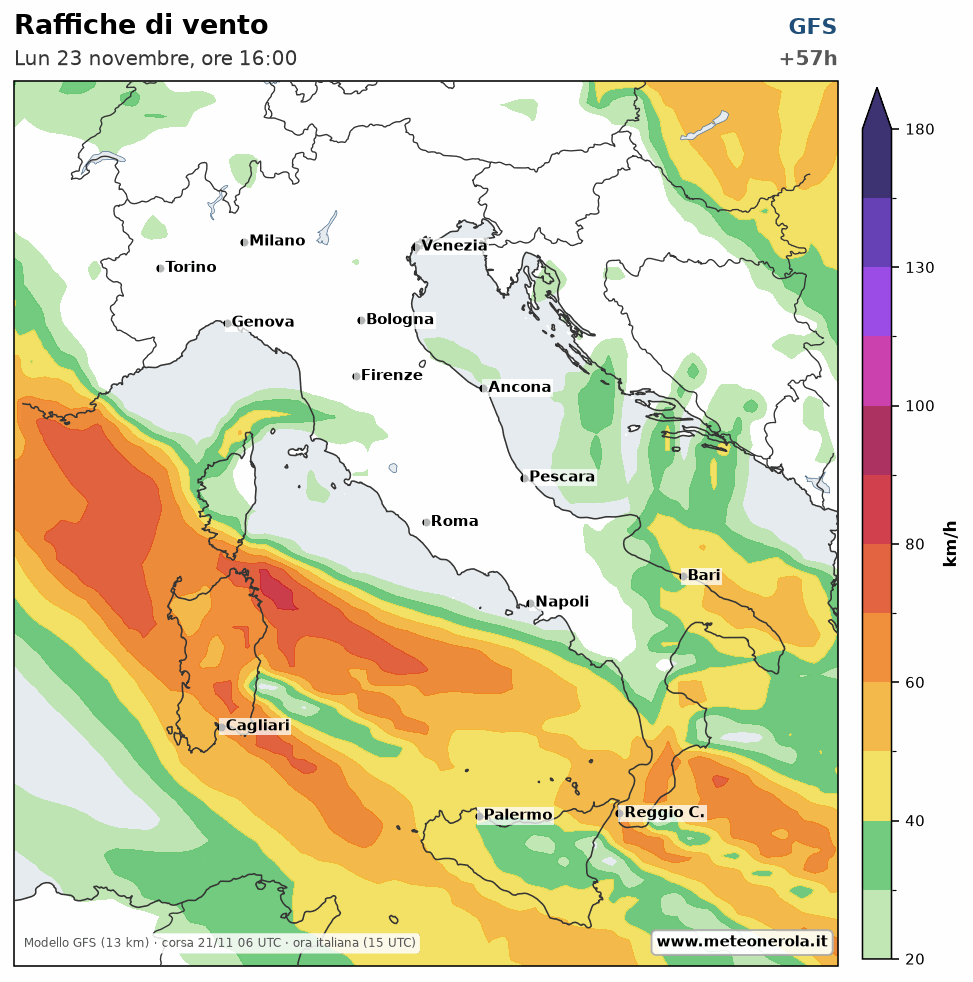 Raffiche di vento
GFS
Lun 23 novembre, ore 16:00
+57h
Milano
Venezia
Torino
Genova
Bologna
Firenze
Ancona
Pescara
Roma
Bari
Napoli
Cagliari
Palermo
Reggio C.
Modello GFS (13 km) · corsa 21/11 06 UTC · ora italiana (15 UTC)
www.meteonerola.it
180
130
100
80
60
40
20
km/h